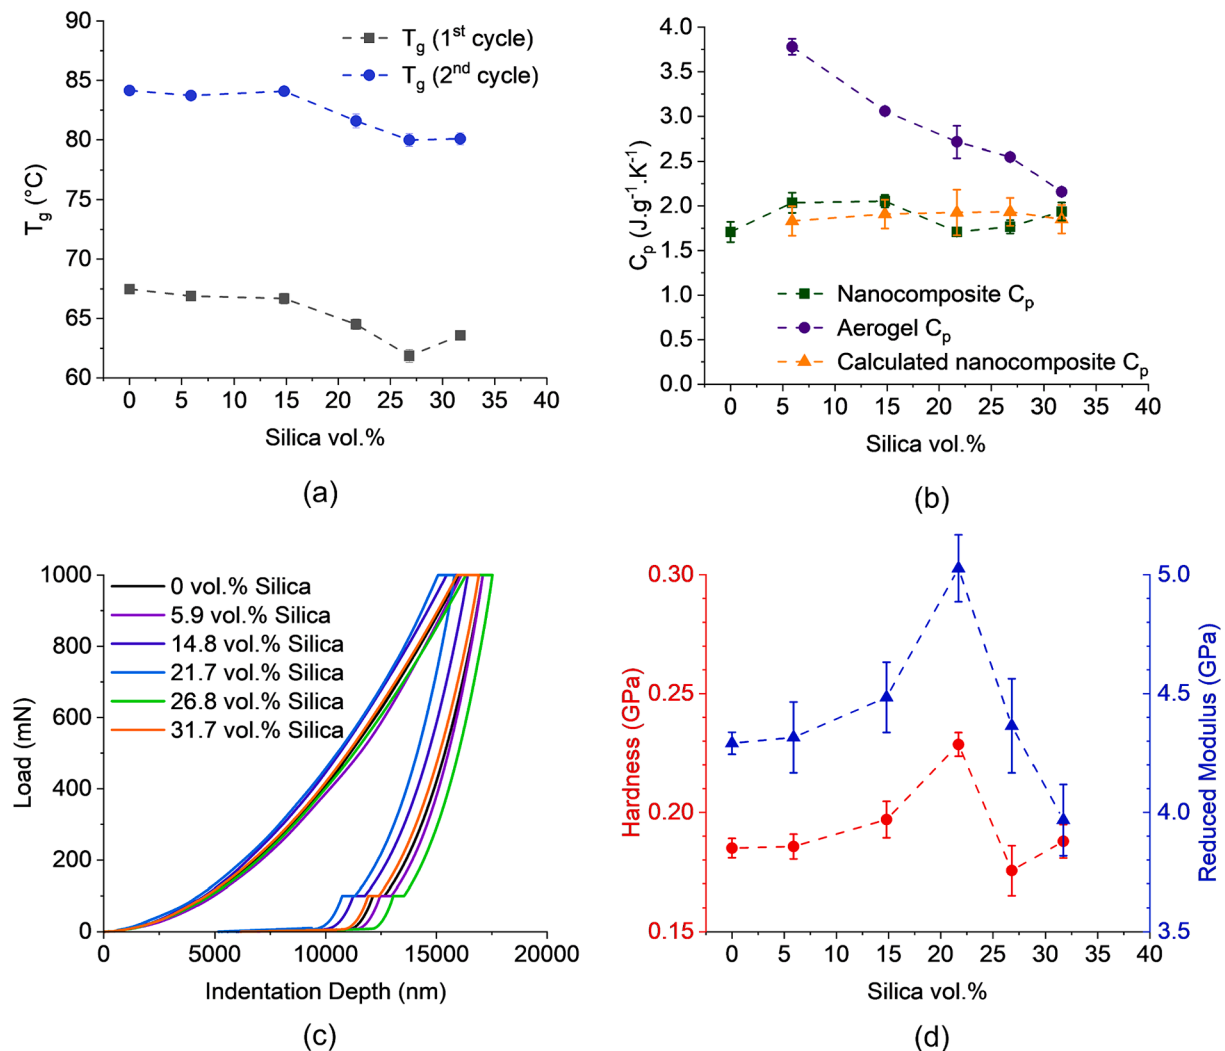 90
85
80
75
70
65
60
T_g (°C)
T_g (1^st cycle)
T_g (2^nd cycle)
0 5 10 15 20 25 30 35 40
Silica vol.%
(a)
4.0
3.5
3.0
2.5
2.0
1.5
1.0
0.5
0.0
C_p (J.g^-1.K^-1)
Nanocomposite C_p
Aerogel C_p
Calculated nanocomposite C_p
0 5 10 15 20 25 30 35 40
Silica vol.%
(b)
1000
800
600
400
200
0
Load (mN)
0 vol.% Silica
5.9 vol.% Silica
14.8 vol.% Silica
21.7 vol.% Silica
26.8 vol.% Silica
31.7 vol.% Silica
0 5000 10000 15000 20000
Indentation Depth (nm)
(c)
0.30
0.25
0.20
0.15
Hardness (GPa)
5.0
4.5
4.0
3.5
Reduced Modulus (GPa)
0 5 10 15 20 25 30 35 40
Silica vol.%
(d)